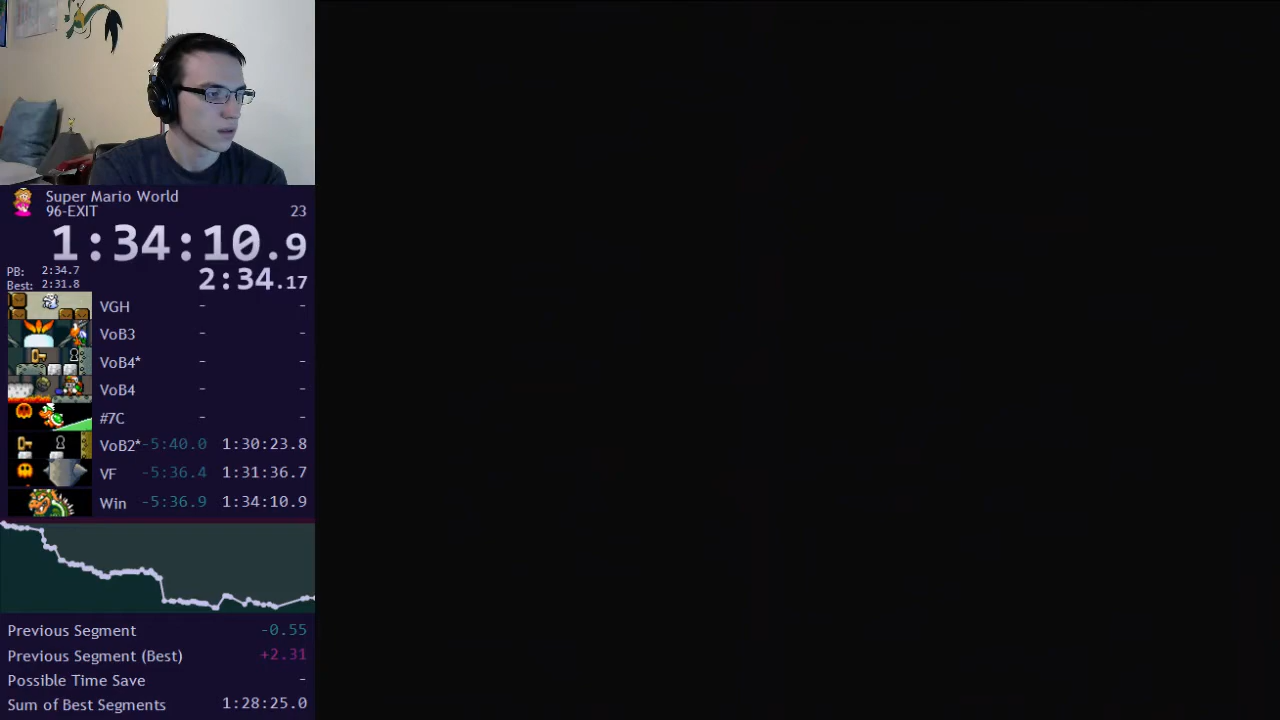 Super Mario World
96-EXIT 23
1:34:10.9
PB: 2:34.7
Best: 2:31.8
2:34.17
VGH - -
VoB3 - -
VoB4* - -
VoB4 - -
#7C - -
VoB2* -5:40.0 1:30:23.8
VF -5:36.4 1:31:36.7
Win -5:36.9 1:34:10.9
Previous Segment -0.55
Previous Segment (Best) +2.31
Possible Time Save -
Sum of Best Segments 1:28:25.0